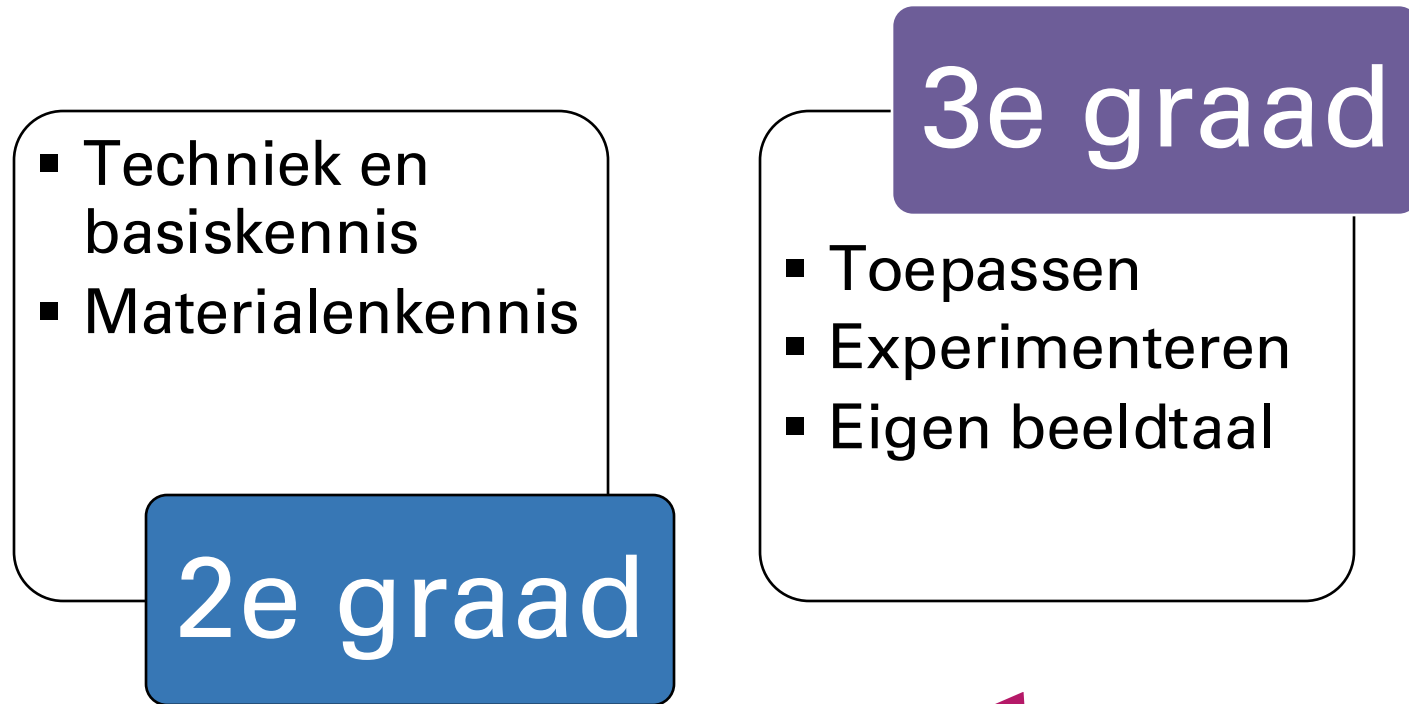 ▪ Techniek en
basiskennis
▪ Materialenkennis
2e graad
3e graad
▪ Toepassen
▪ Experimenteren
▪ Eigen beeldtaal